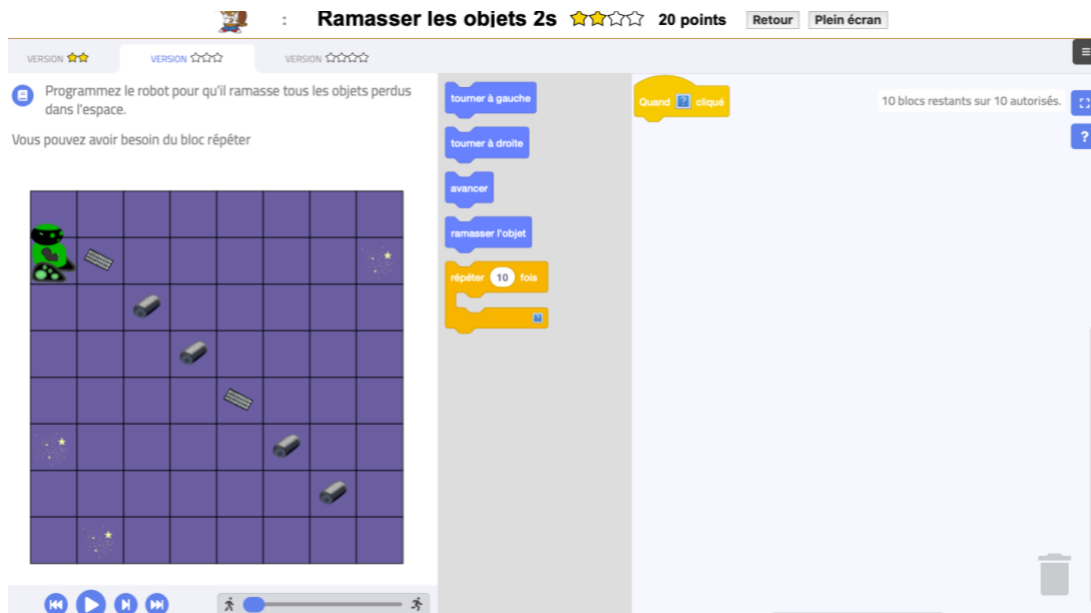 : Ramasser les objets 2s 20 points Retour Plein écran
VERSION VERSION VERSION
Programmez le robot pour qu'il ramasse tous les objets perdus
dans l'espace.
Vous pouvez avoir besoin du bloc répéter
tourner à gauche
tourner à droite
avancer
ramasser l'objet
répéter 10 fois
?
Quand ? cliqué
10 blocs restants sur 10 autorisés.
?